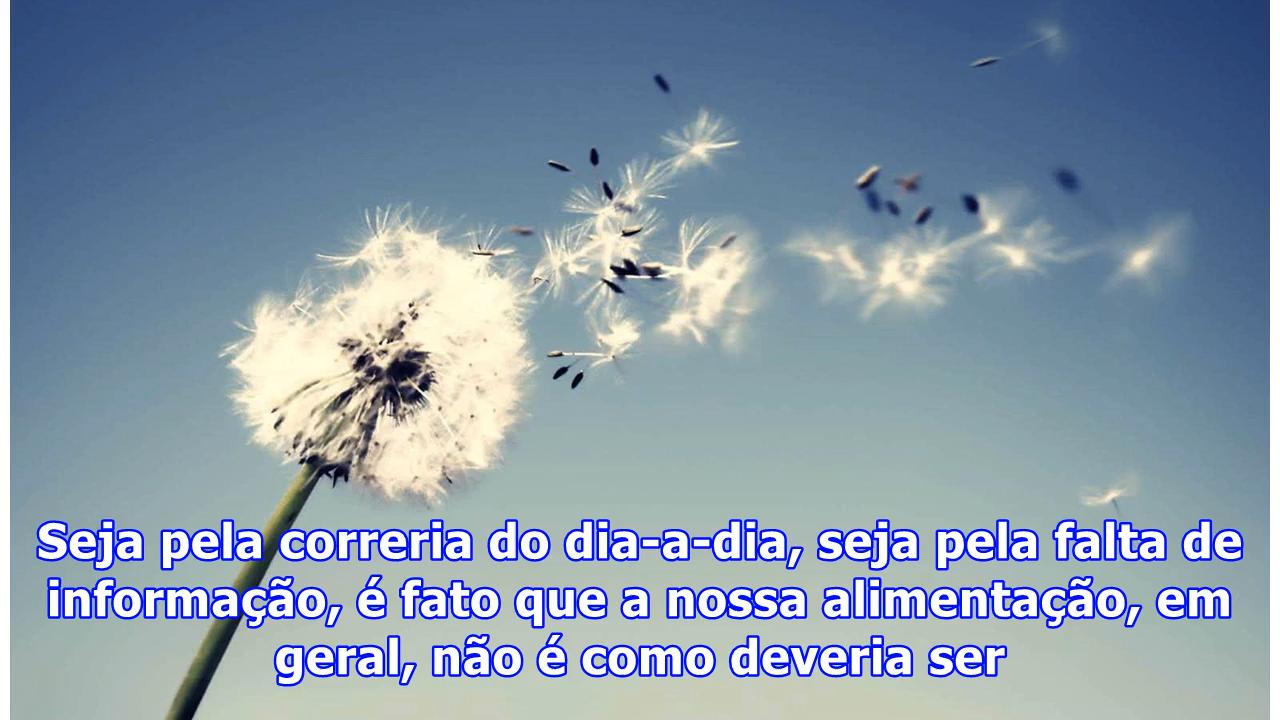 Seja pela correria do dia-a-dia, seja pela falta de
informação, é fato que a nossa alimentação, em
geral, não é como deveria ser